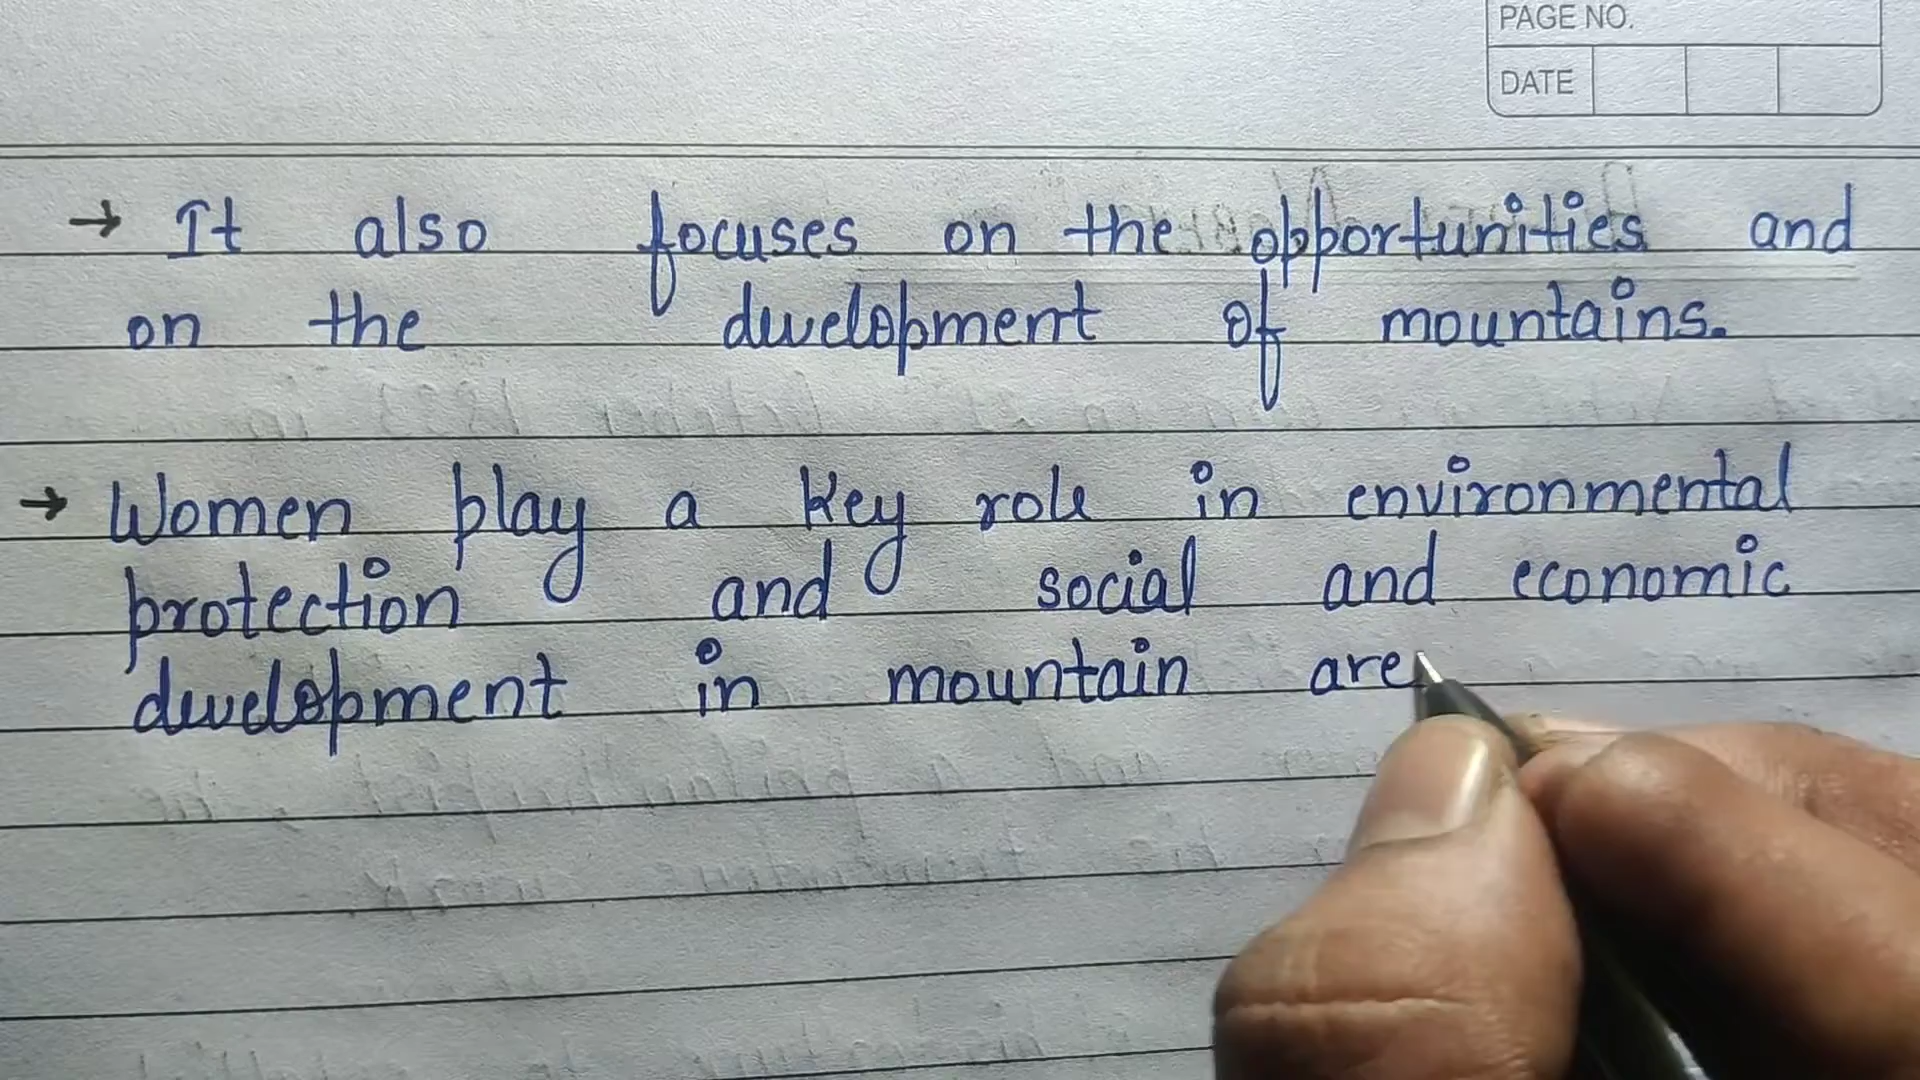 PAGE NO.
DATE
→ It also focuses on the opportunities and
on the development of mountains.
→ Women play a key role in environmental
protection and social and economic
development in mountain are